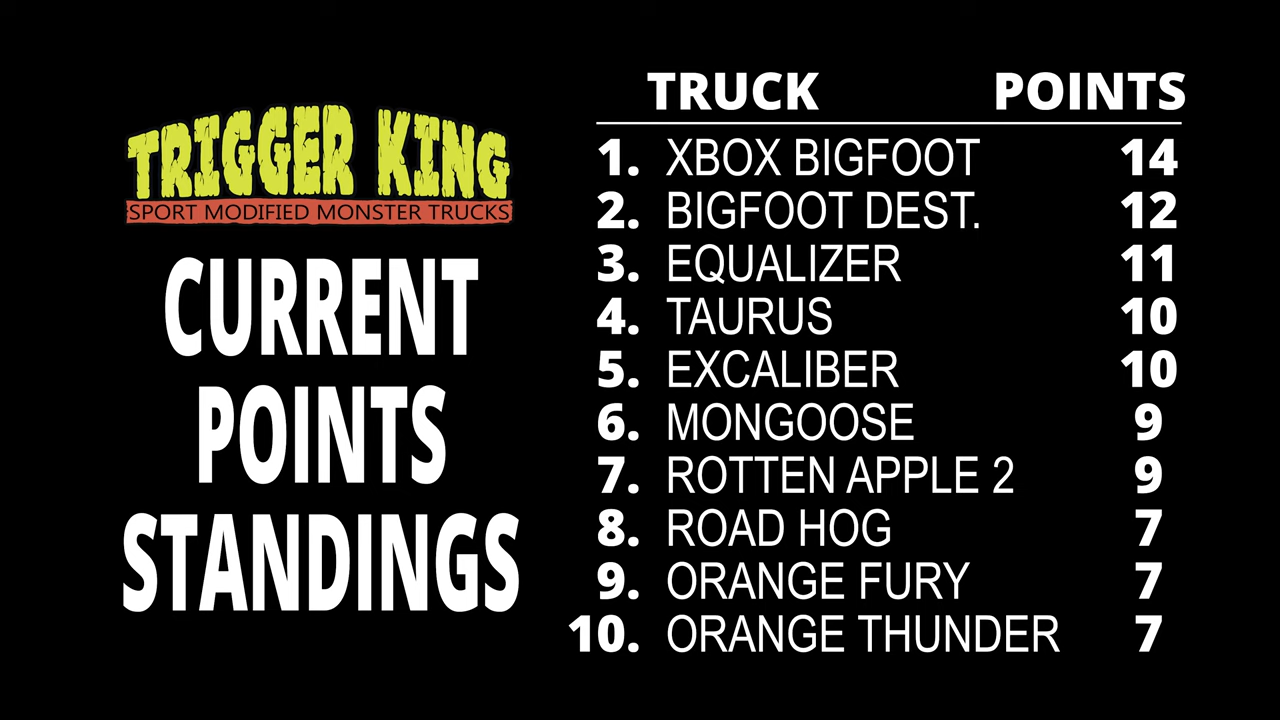 TRIGGER KING
SPORT MODIFIED MONSTER TRUCKS
CURRENT
POINTS
STANDINGS
TRUCK POINTS
1. XBOX BIGFOOT 14
2. BIGFOOT DEST. 12
3. EQUALIZER 11
4. TAURUS 10
5. EXCALIBER 10
6. MONGOOSE 9
7. ROTTEN APPLE 2 9
8. ROAD HOG 7
9. ORANGE FURY 7
10. ORANGE THUNDER 7